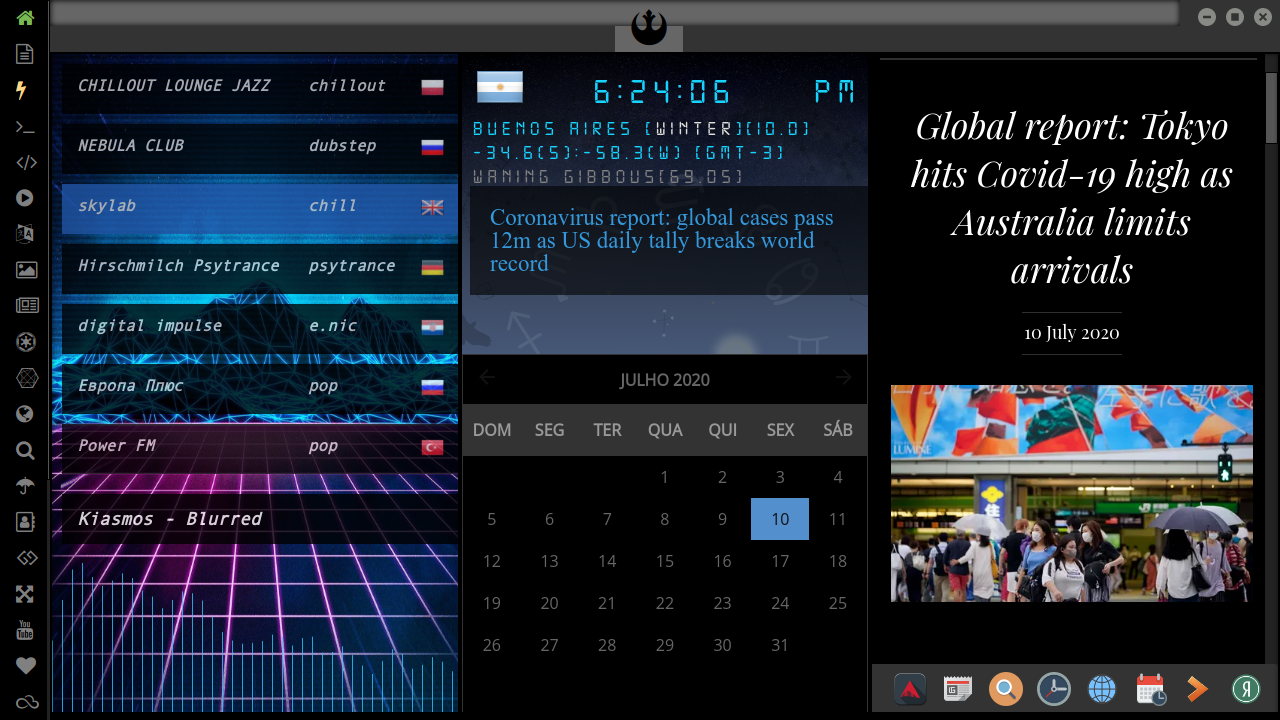 CHILLOUT LOUNGE JAZZ chillout
NEBULA CLUB dubstep
skylab chill
Hirschmilch Psytrance psytrance
digital impulse e.nic
Европа Плюс pop
Power FM pop
Kiasmos - Blurred
6:24:06 PM
BUENOS AIRES (WINTER)(10.0)
-34.6(S):-58.3(W) (GMT-3)
WANING GIBBOUS(69.05)
Coronavirus report: global cases pass
12m as US daily tally breaks world
record
JULHO 2020
DOM SEG TER QUA QUI SEX SÁB
1 2 3 4
5 6 7 8 9 10 11
12 13 14 15 16 17 18
19 20 21 22 23 24 25
26 27 28 29 30 31
Global report: Tokyo
hits Covid-19 high as
Australia limits
arrivals
10 July 2020
LUMINE
You
Tube
Я